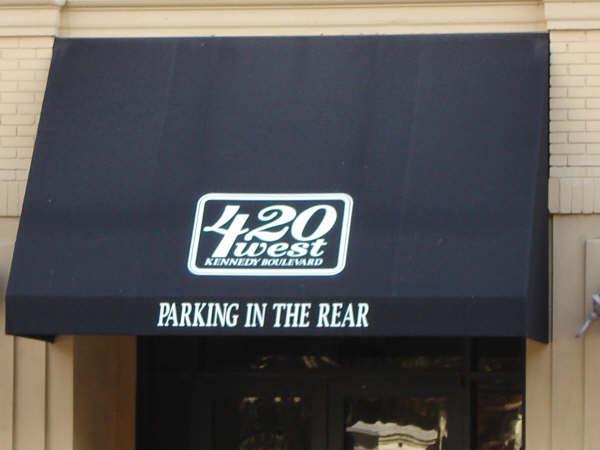 420
west
KENNEDY BOULEVARD
PARKING IN THE REAR